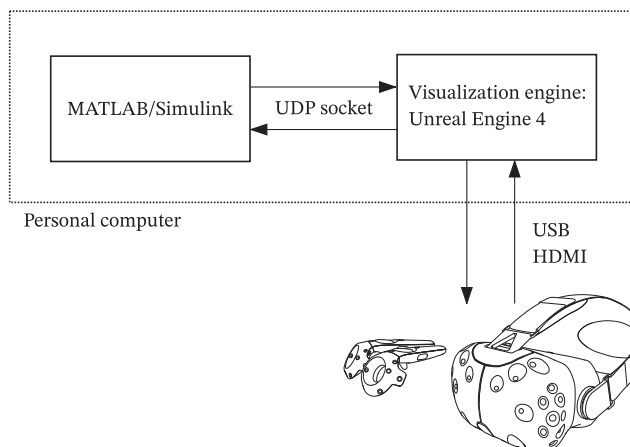 MATLAB/Simulink
UDP socket
Visualization engine:
Unreal Engine 4
Personal computer
USB
HDMI